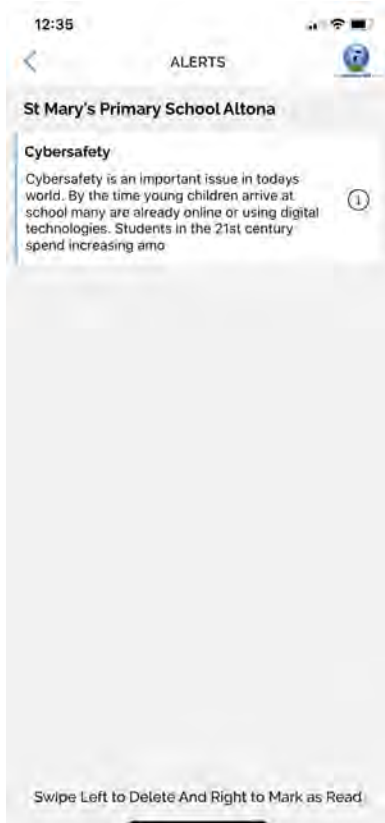 12:35
ALERTS
St Mary's Primary School Altona
Cybersafety
Cybersafety is an important issue in todays
world. By the time young children arrive at
school many are already online or using digital
technologies. Students in the 21st century
spend increasing amo
Swipe Left to Delete And Right to Mark as Read